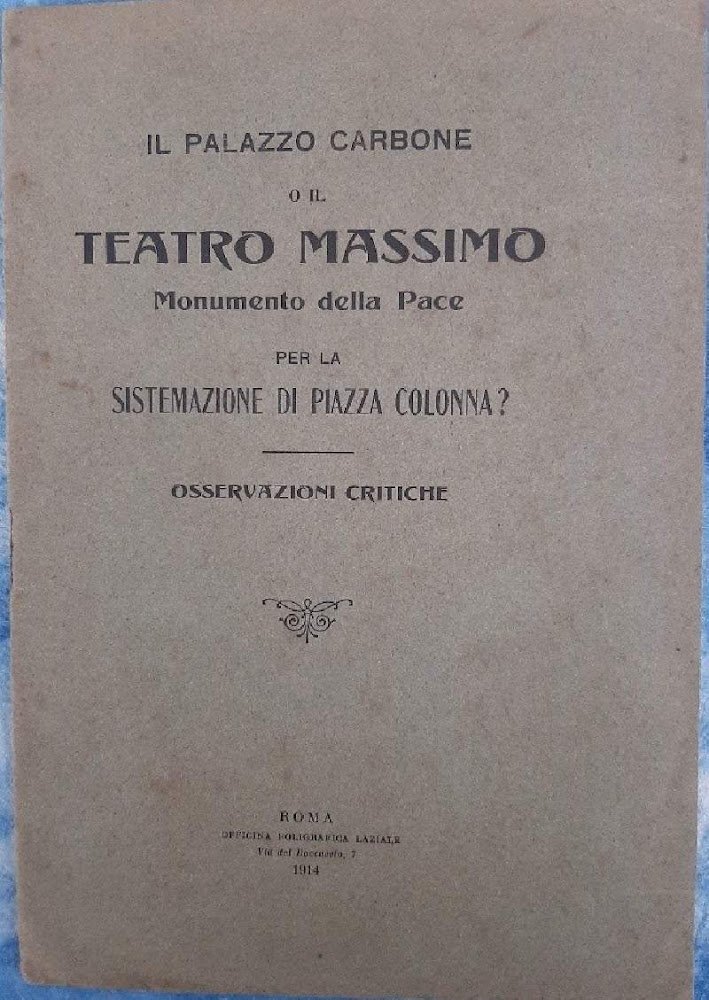 IL PALAZZO CARBONE
O IL
TEATRO MASSIMO
Monumento della Pace
PER LA
SISTEMAZIONE DI PIAZZA COLONNA?
OSSERVAZIONI CRITICHE
ROMA
OFFICINA POLIGRAFICA LAZIALE
Via del Boccaccio, 7
1914